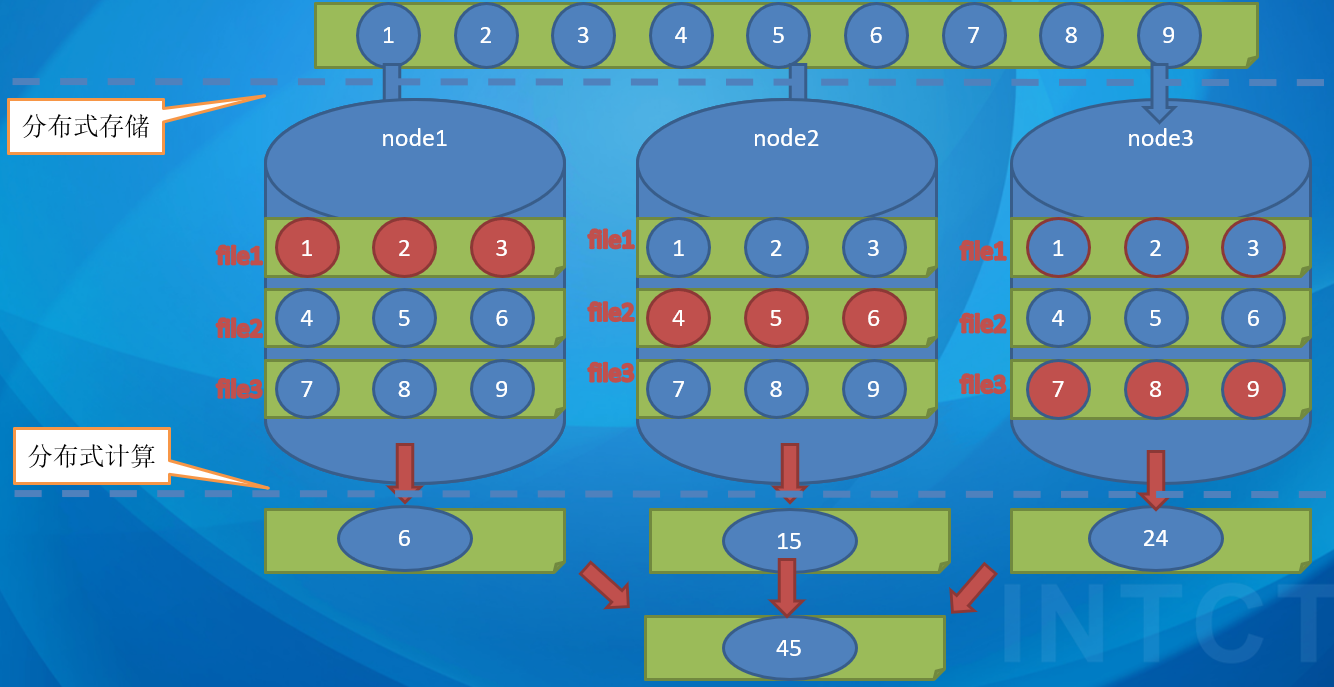 1 2 3 4 5 6 7 8 9
分布式存储
node1 node2 node3
file1 1 2 3 file1 1 2 3 file1 1 2 3
file2 4 5 6 file2 4 5 6 file2 4 5 6
file3 7 8 9 file3 7 8 9 file3 7 8 9
分布式计算
6 15 24
45
INTCT